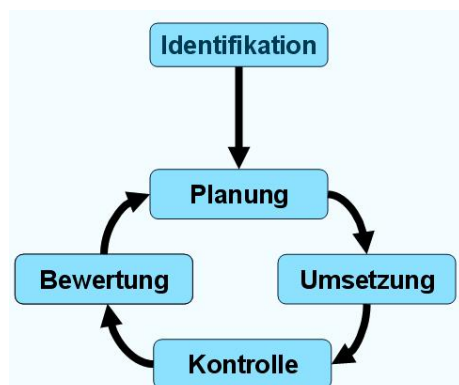 Identifikation
Planung
Bewertung
Umsetzung
Kontrolle